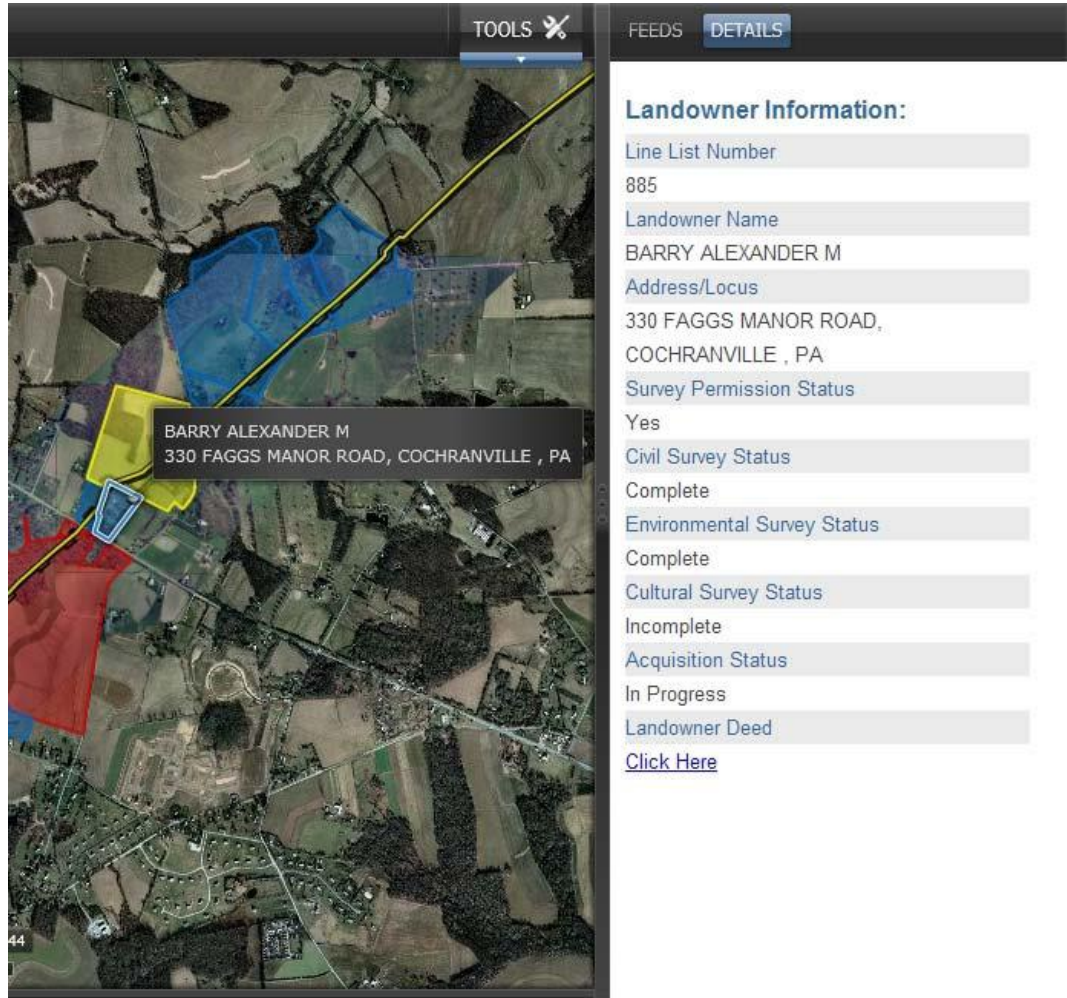 TOOLS
FEEDS DETAILS
Landowner Information:
Line List Number
885
Landowner Name
BARRY ALEXANDER M
Address/Locus
330 FAGGS MANOR ROAD,
COCHRANVILLE , PA
Survey Permission Status
Yes
Civil Survey Status
Complete
Environmental Survey Status
Complete
Cultural Survey Status
Incomplete
Acquisition Status
In Progress
Landowner Deed
Click Here
BARRY ALEXANDER M
330 FAGGS MANOR ROAD, COCHRANVILLE , PA
44